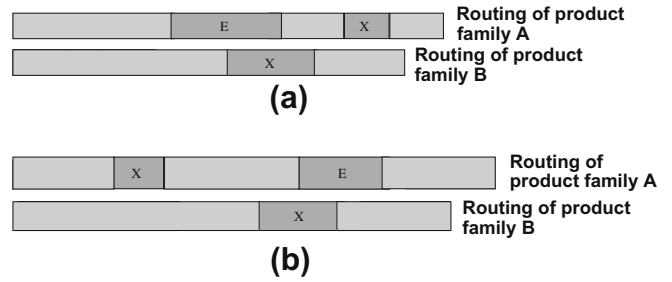 E
X
Routing of product
family A
X
Routing of product
family B
(a)
X
E
Routing of
product family A
X
Routing of product
family B
(b)